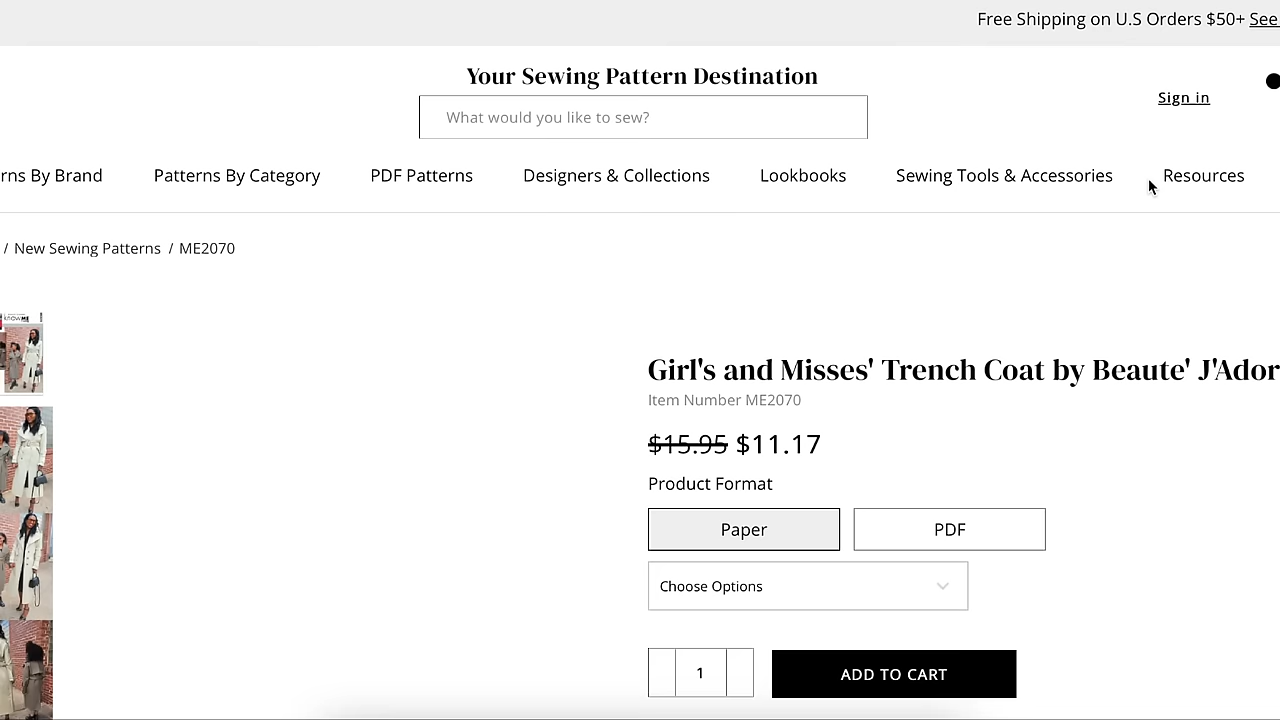 Free Shipping on U.S Orders $50+ See
Your Sewing Pattern Destination
What would you like to sew?
Sign in
rns By Brand Patterns By Category PDF Patterns Designers & Collections Lookbooks Sewing Tools & Accessories Resources
/ New Sewing Patterns / ME2070
KNOWME
Girl's and Misses' Trench Coat by Beaute' J'Ador
Item Number ME2070
$15.95 $11.17
Product Format
Paper PDF
Choose Options
1 ADD TO CART